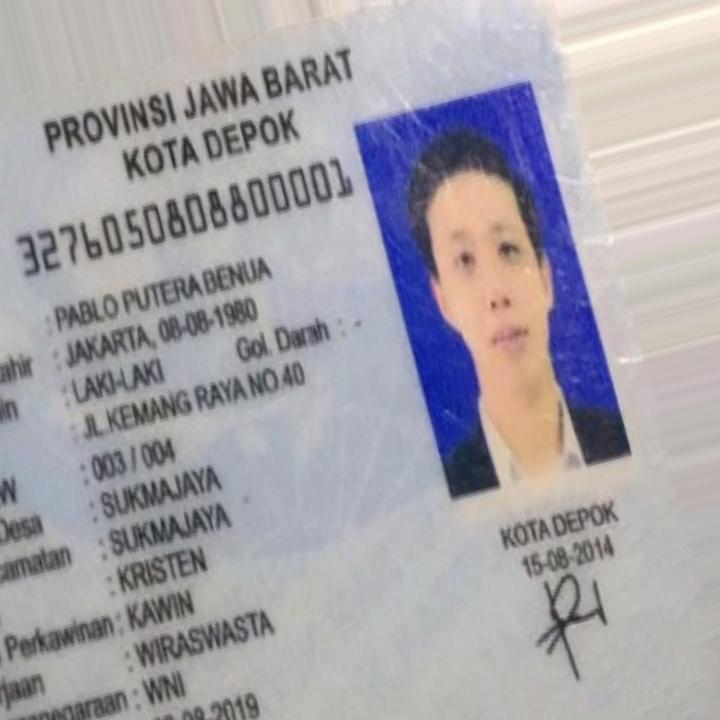 PROVINSI JAWA BARAT
KOTA DEPOK
3276050808800001
: PABLO PUTERA BENUA
ahir : JAKARTA, 08-08-1980
in : LAKI-LAKI Gol. Darah : -
: JL.KEMANG RAYA NO.40
W : 003 / 004
Desa : SUKMAJAYA
camatan : SUKMAJAYA
: KRISTEN
Perkawinan : KAWIN
rjaan : WIRASWASTA
negaraan : WNI
08-2019
KOTA DEPOK
15-08-2014